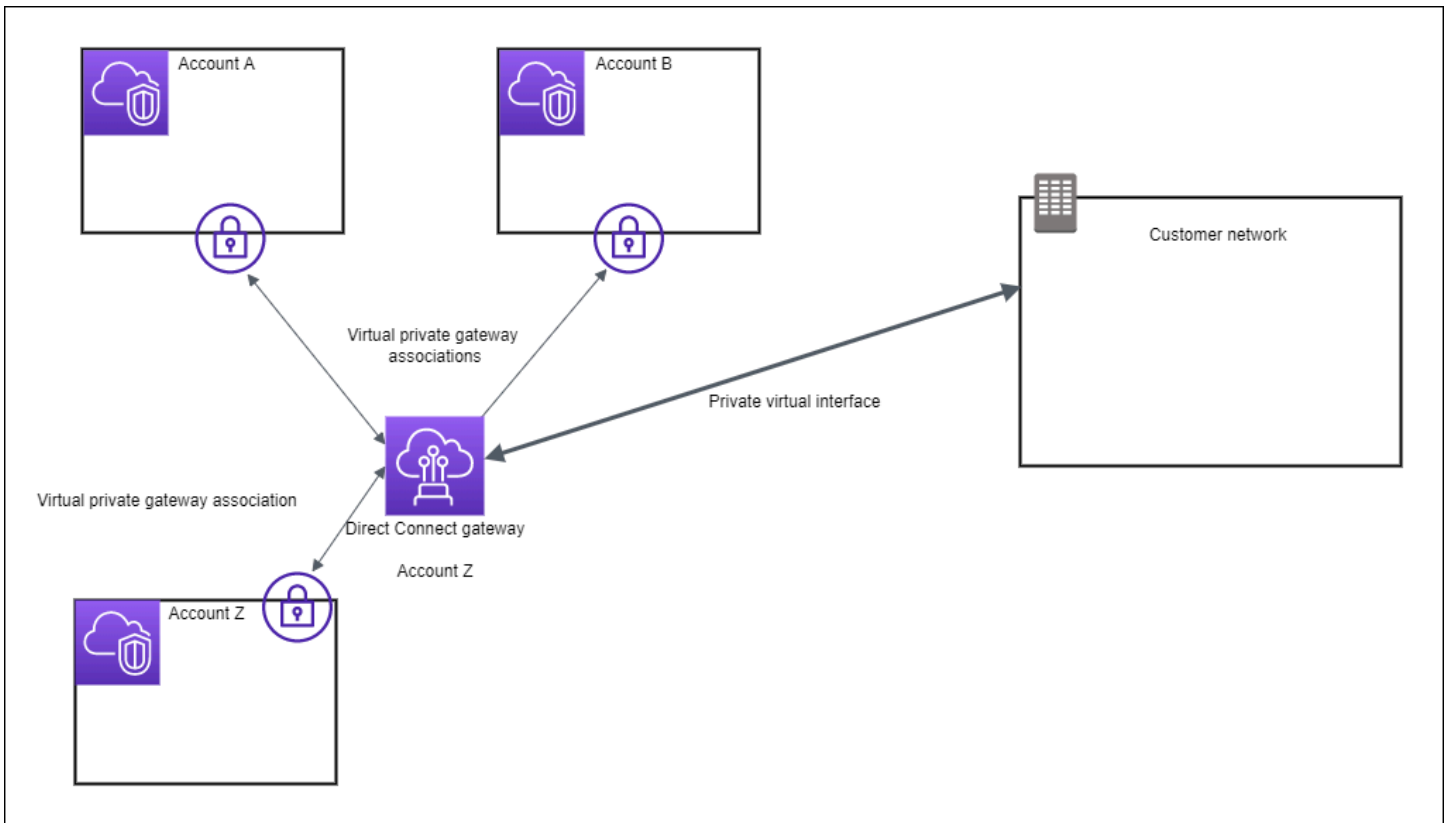 Account A
Account B
Customer network
Virtual private gateway
associations
Private virtual interface
Virtual private gateway association
Direct Connect gateway
Account Z
Account Z